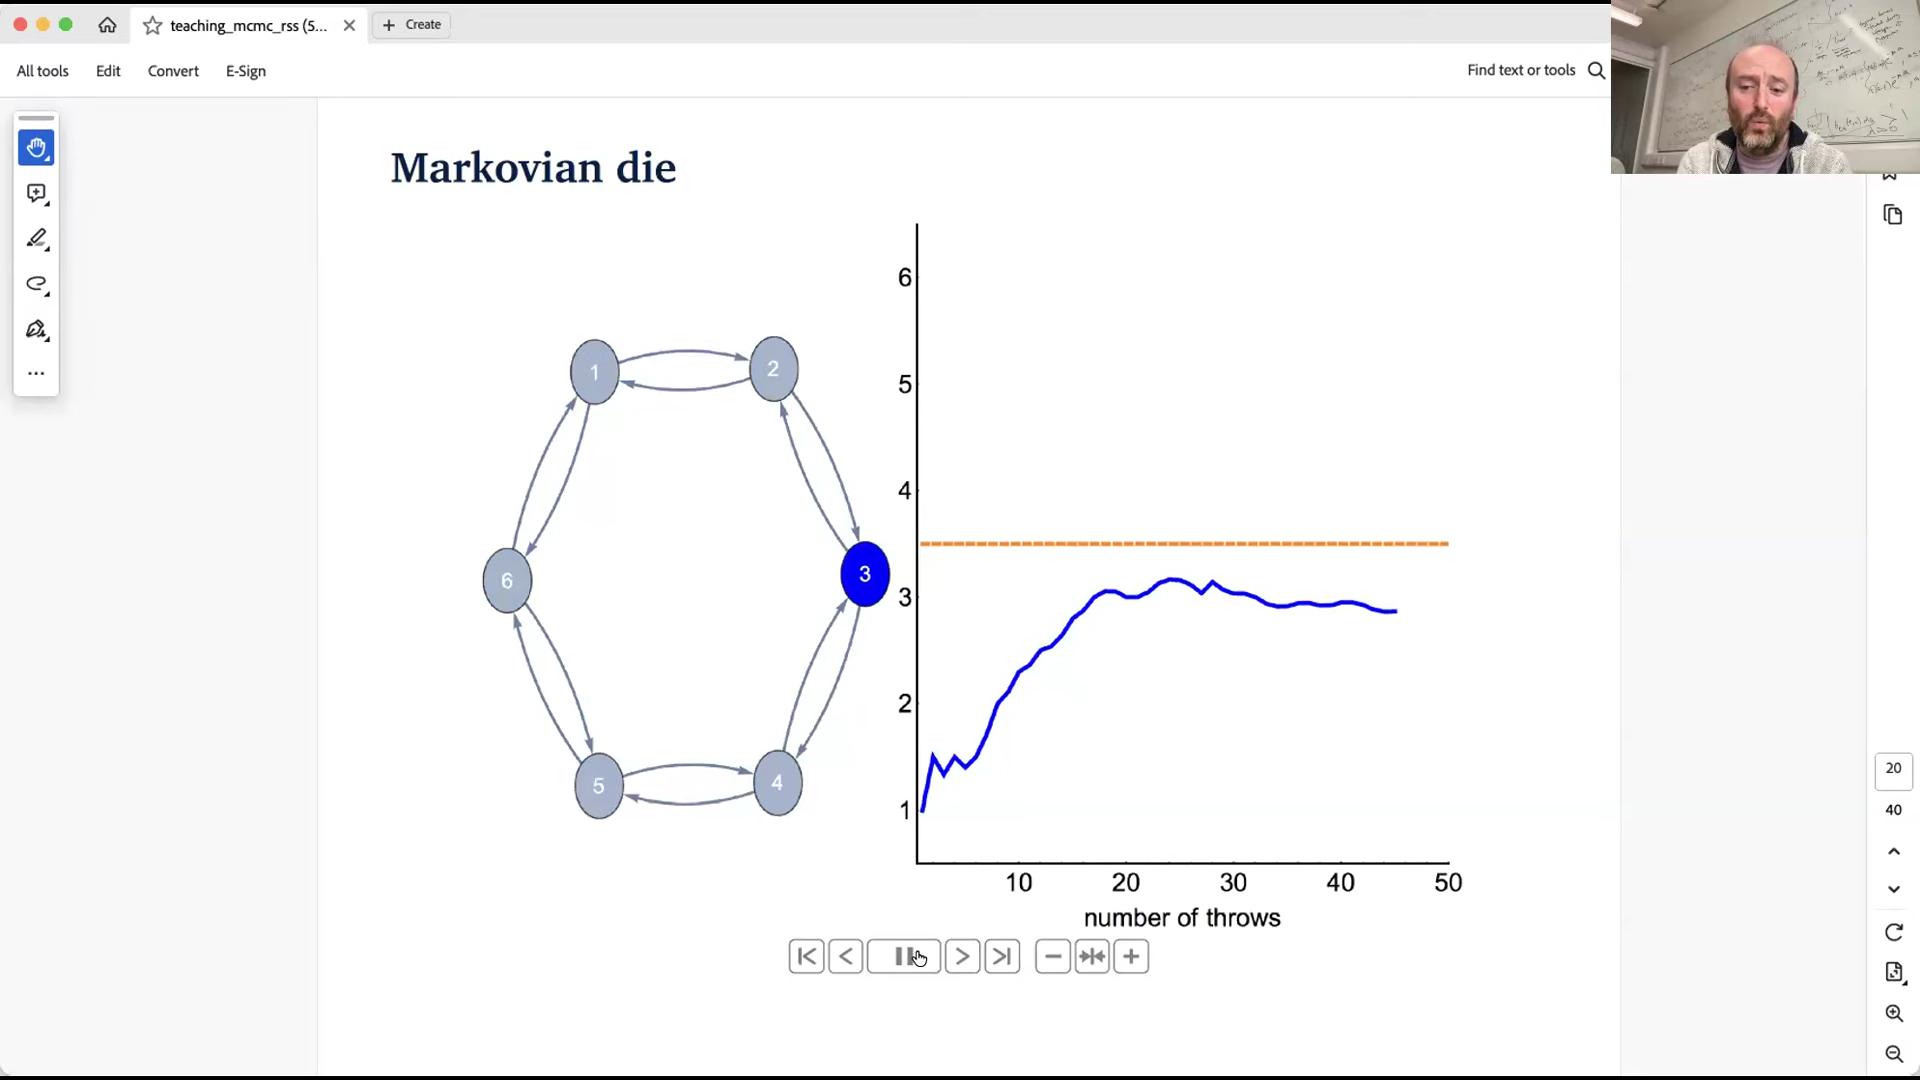 teaching_mcmc_rss (5...
Create
All tools
Edit
Convert
E-Sign
Find text or tools
Markovian die
1
2
3
4
5
6
6
5
4
3
2
1
10 20 30 40 50
number of throws
20
40